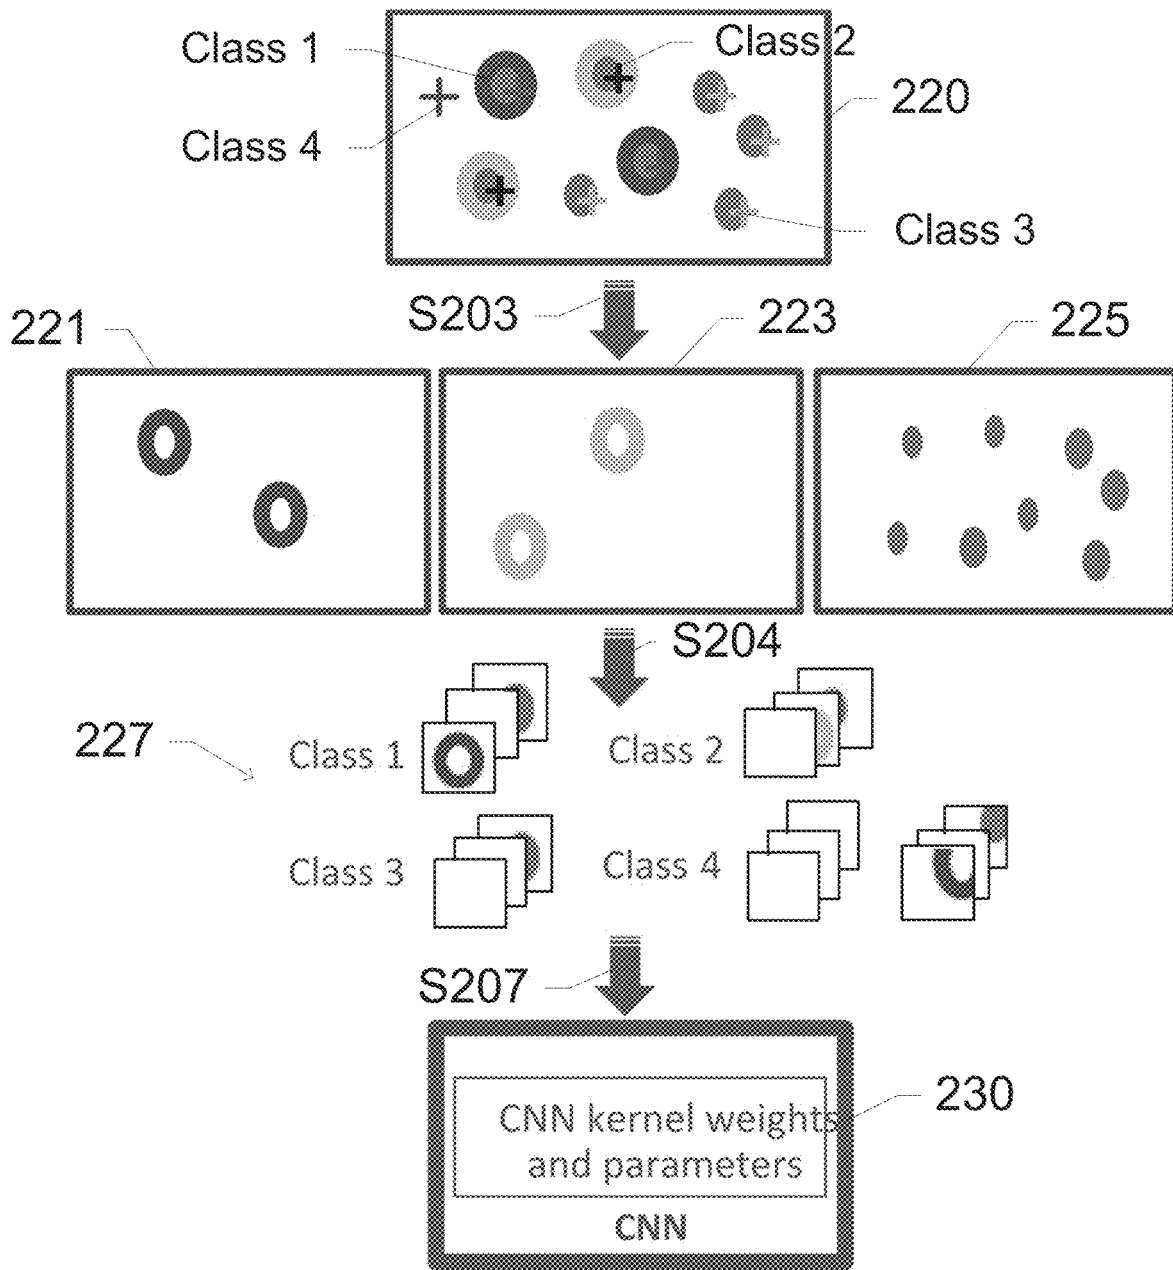 Class 1
Class 2
220
Class 4
Class 3
S203
221
223
225
S204
227
Class 1
Class 2
Class 3
Class 4
S207
230
CNN kernel weights
and parameters
CNN